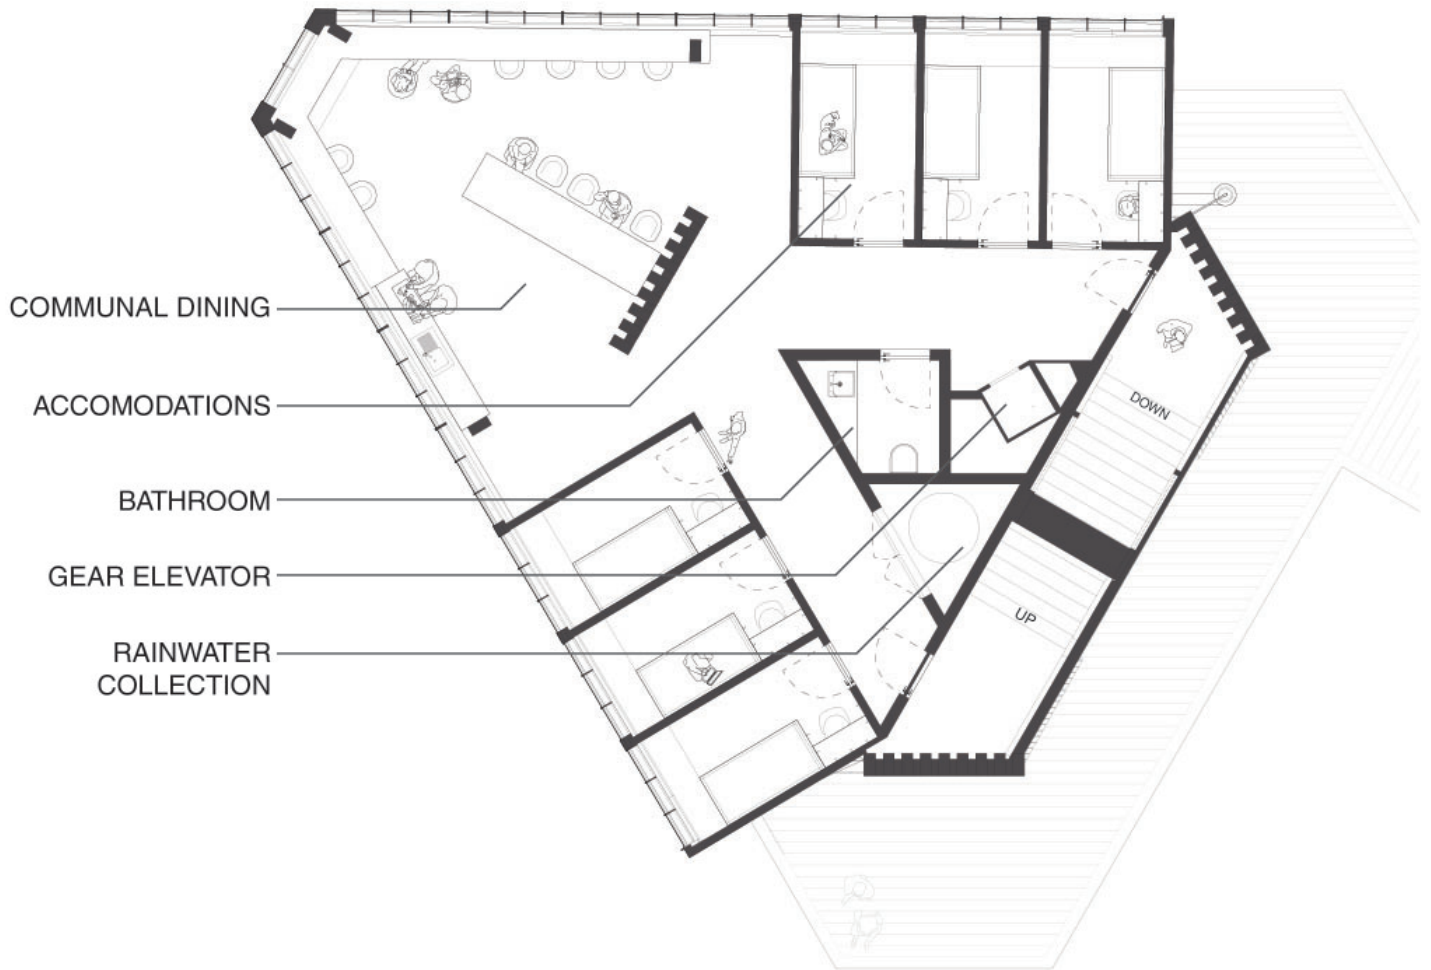 COMMUNAL DINING
ACCOMODATIONS
BATHROOM
GEAR ELEVATOR
RAINWATER
COLLECTION
DOWN
UP